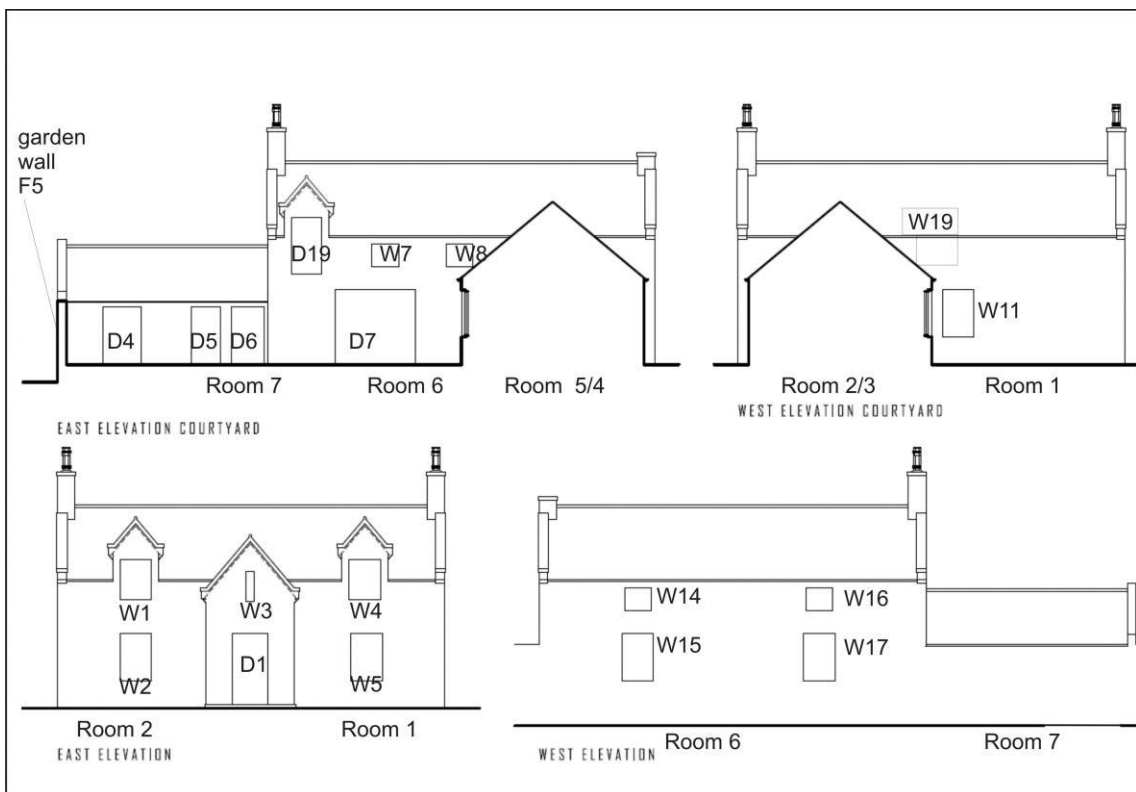 garden
wall
F5
D19
W7
W8
D4
D5
D6
D7
Room 7
Room 6
Room 5/4
EAST ELEVATION COURTYARD
W19
W11
Room 2/3
Room 1
WEST ELEVATION COURTYARD
W1
W3
W4
W2
D1
W5
Room 2
Room 1
EAST ELEVATION
W14
W16
W15
W17
Room 6
Room 7
WEST ELEVATION